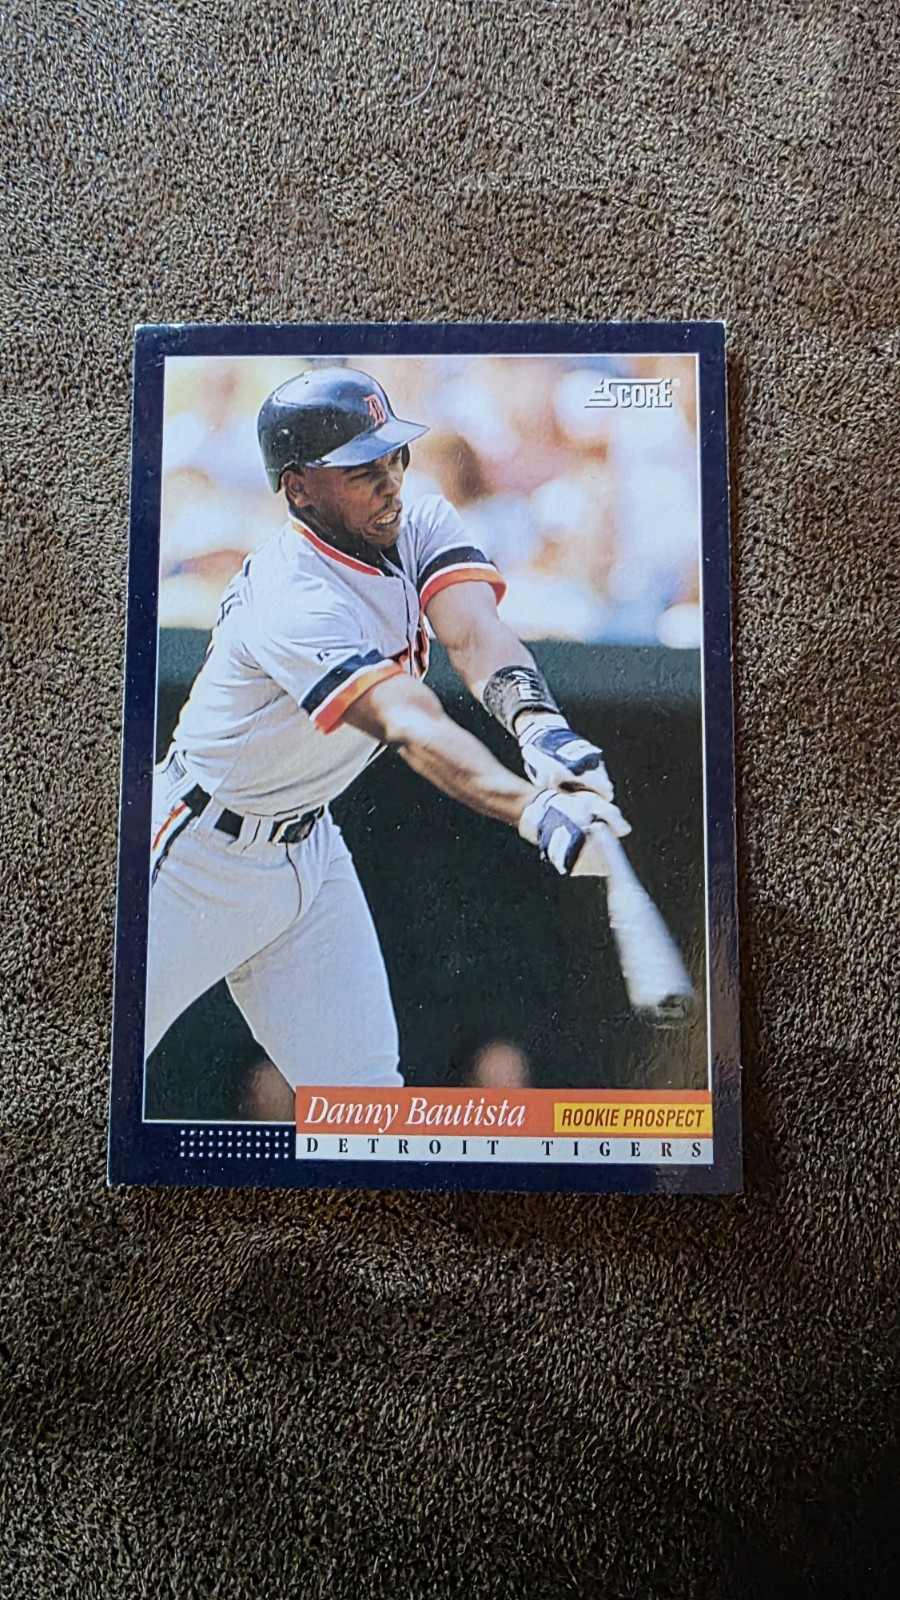 SCORE®
Danny Bautista
ROOKIE PROSPECT
DETROIT TIGERS